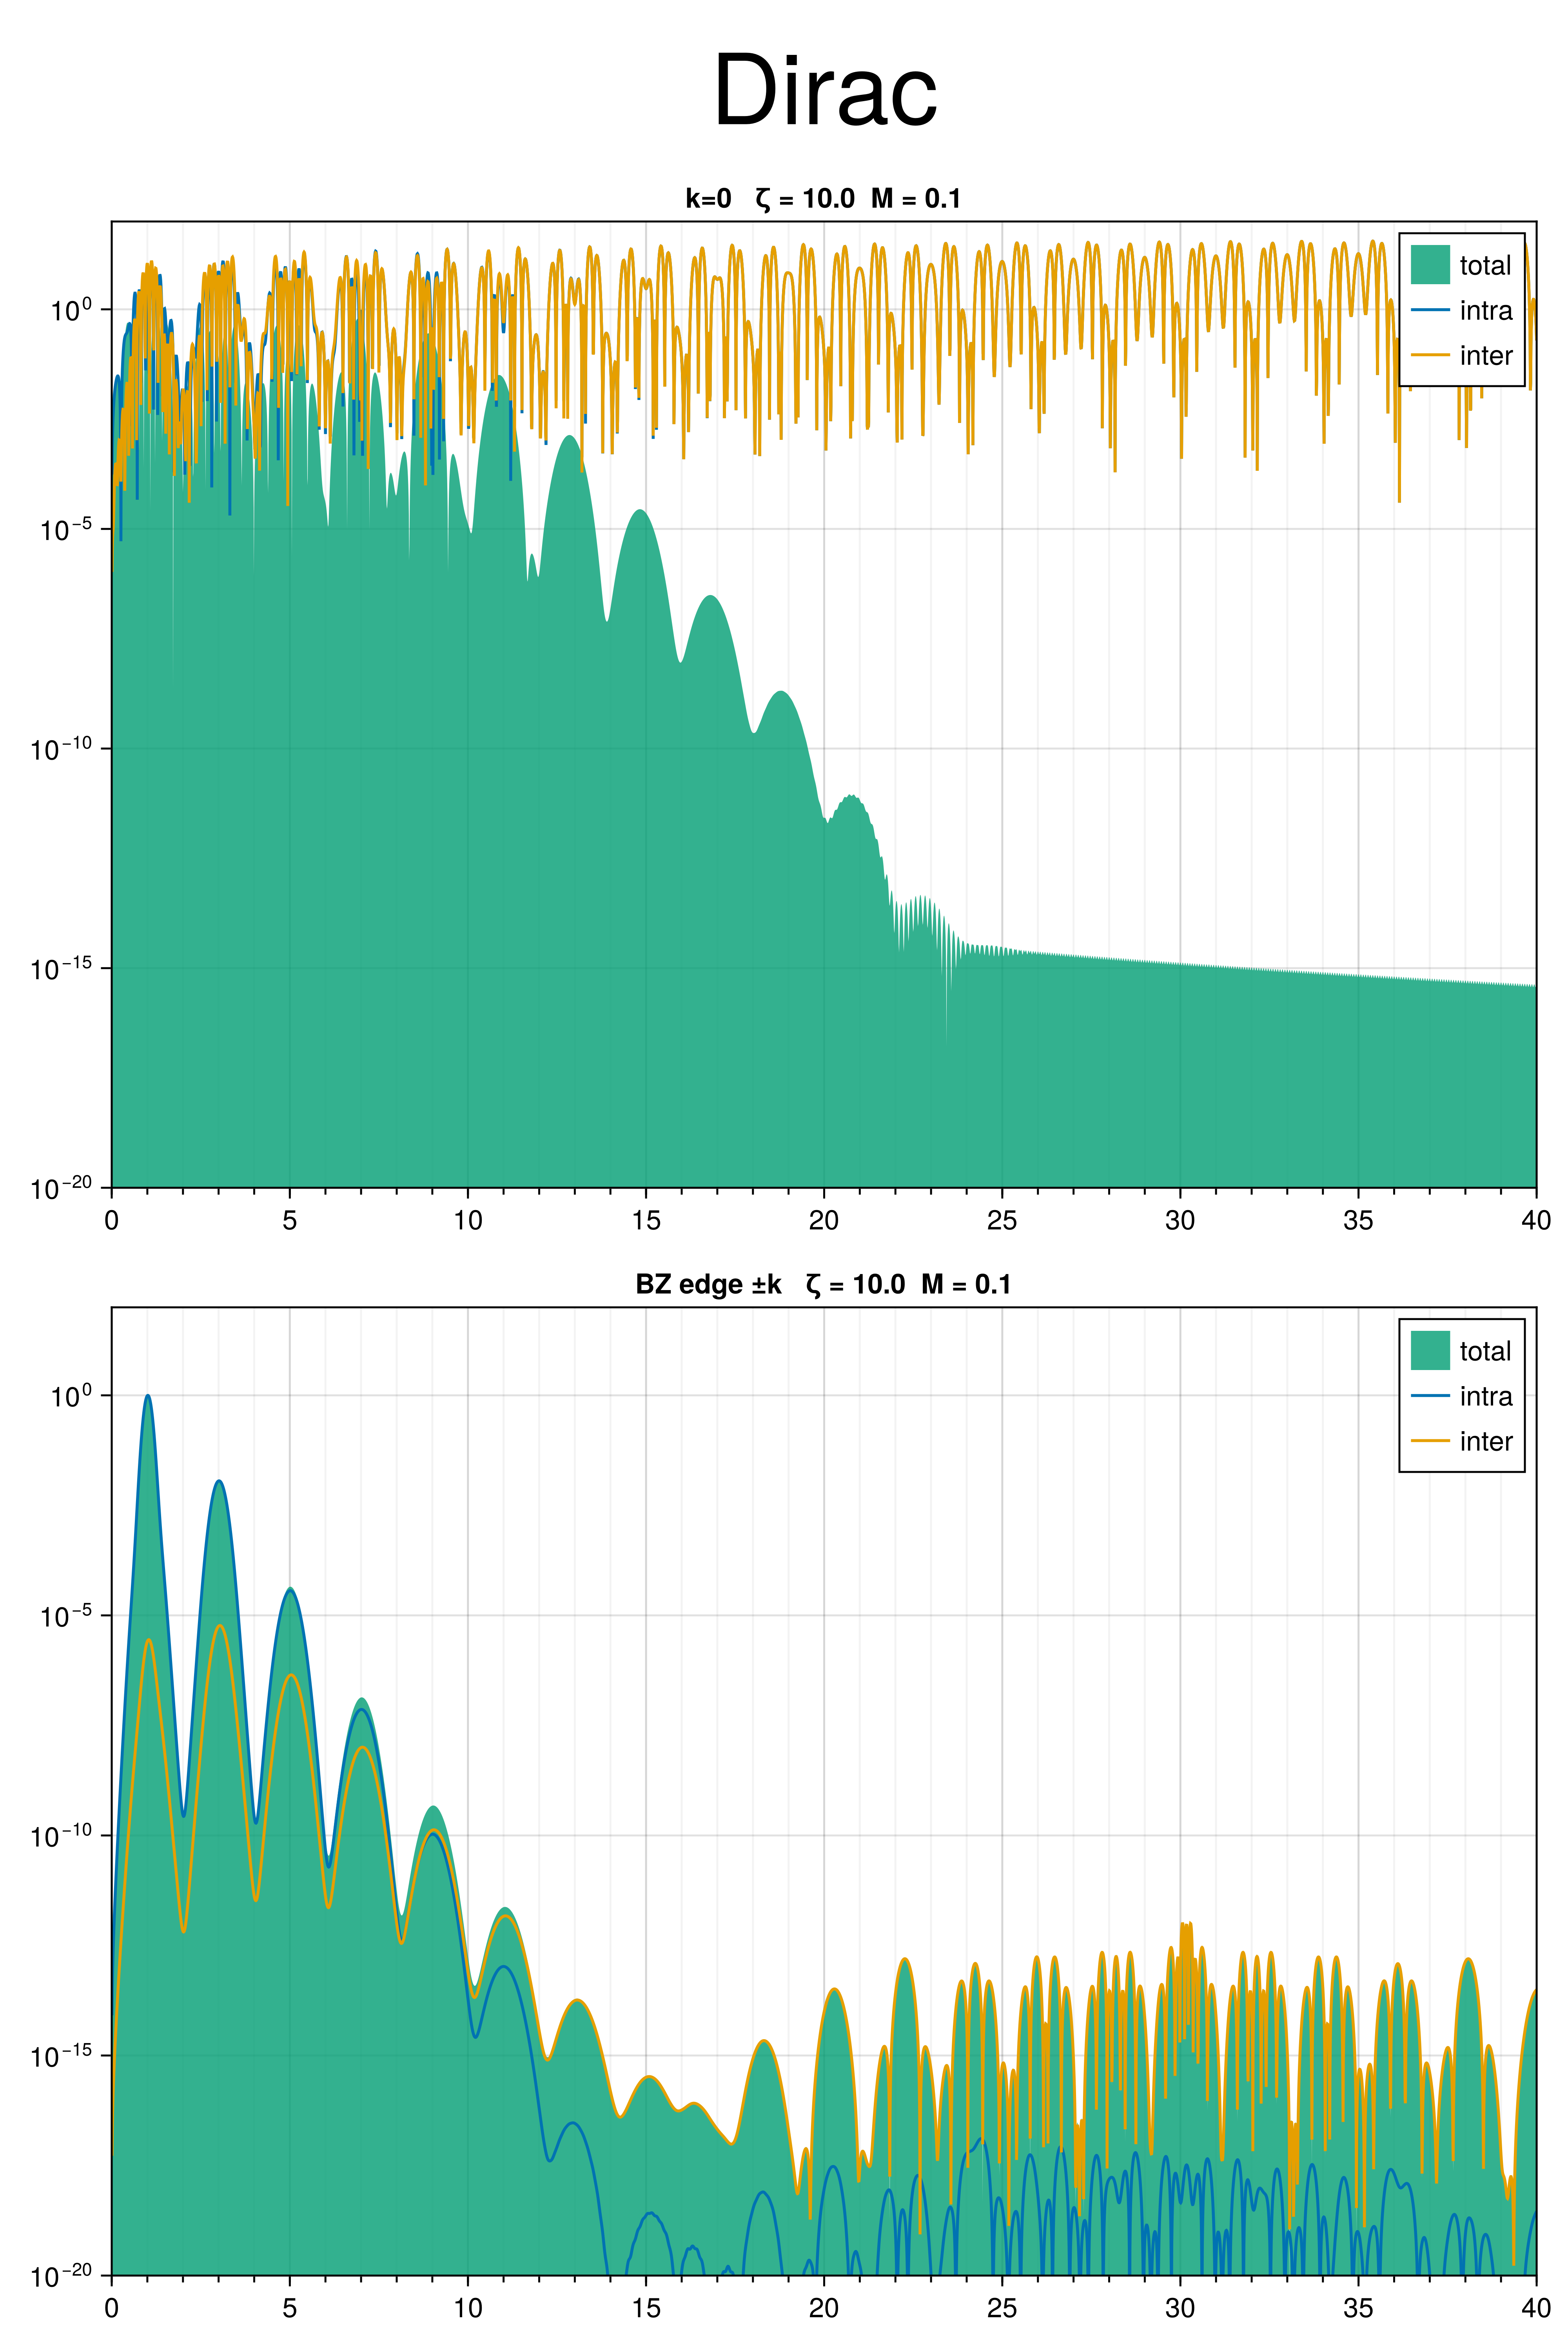 Dirac
k=0 ζ = 10.0 M = 0.1
total
intra
inter
10⁰
10⁻⁵
10⁻¹⁰
10⁻¹⁵
10⁻²⁰
0 5 10 15 20 25 30 35 40
BZ edge ±k ζ = 10.0 M = 0.1
total
intra
inter
10⁰
10⁻⁵
10⁻¹⁰
10⁻¹⁵
10⁻²⁰
0 5 10 15 20 25 30 35 40